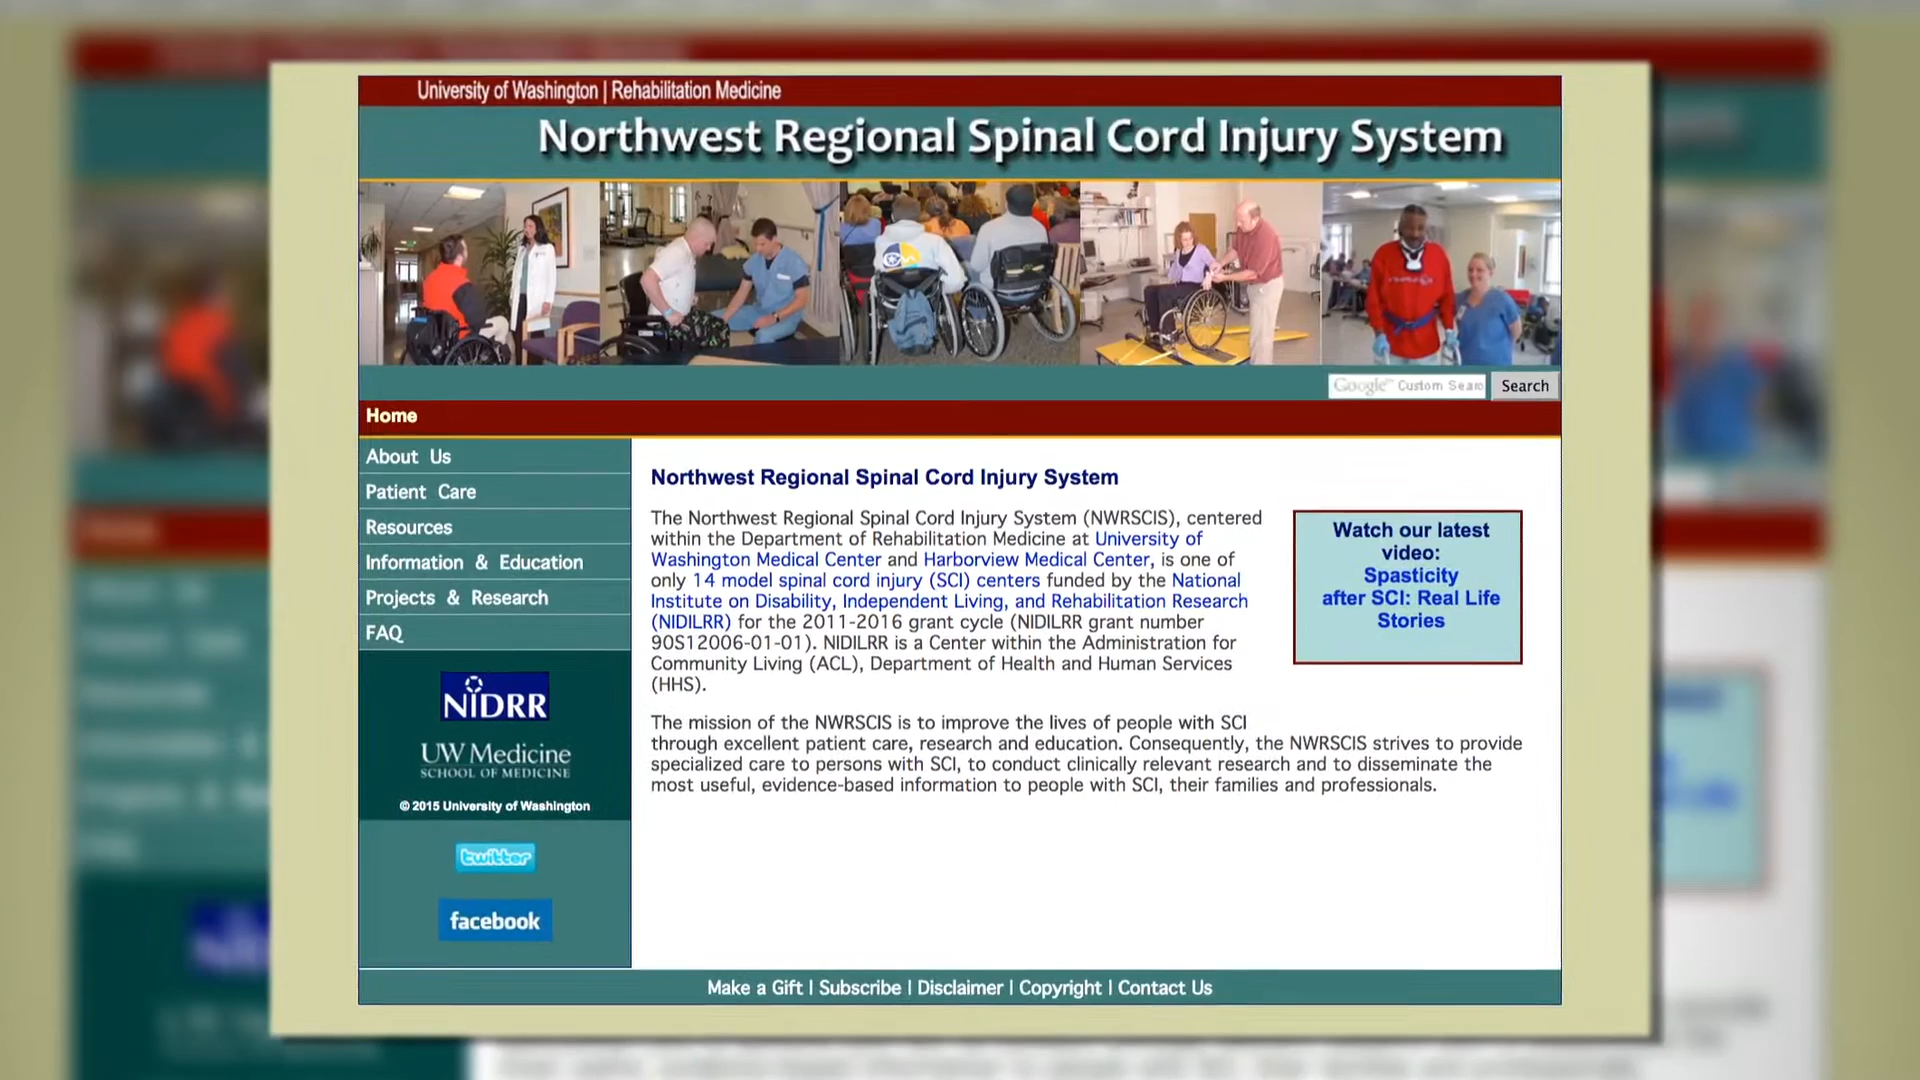 University of Washington | Rehabilitation Medicine
Northwest Regional Spinal Cord Injury System
Google™ Custom Searc
Search
Home
About Us
Patient Care
Resources
Information & Education
Projects & Research
FAQ
NIDRR
UW Medicine
SCHOOL OF MEDICINE
© 2015 University of Washington
twitter
facebook
Northwest Regional Spinal Cord Injury System
The Northwest Regional Spinal Cord Injury System (NWRSCIS), centered
within the Department of Rehabilitation Medicine at University of
Washington Medical Center and Harborview Medical Center, is one of
only 14 model spinal cord injury (SCI) centers funded by the National
Institute on Disability, Independent Living, and Rehabilitation Research
(NIDILRR) for the 2011-2016 grant cycle (NIDILRR grant number
90S12006-01-01). NIDILRR is a Center within the Administration for
Community Living (ACL), Department of Health and Human Services
(HHS).
Watch our latest
video:
Spasticity
after SCI: Real Life
Stories
The mission of the NWRSCIS is to improve the lives of people with SCI
through excellent patient care, research and education. Consequently, the NWRSCIS strives to provide
specialized care to persons with SCI, to conduct clinically relevant research and to disseminate the
most useful, evidence-based information to people with SCI, their families and professionals.
Make a Gift | Subscribe | Disclaimer | Copyright | Contact Us